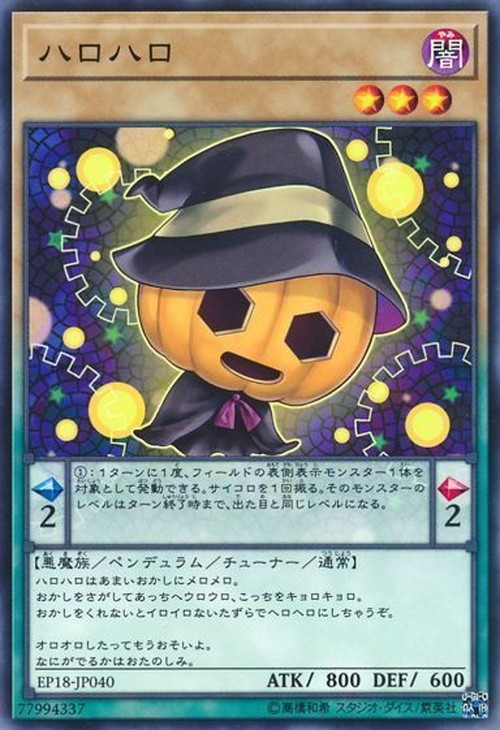 ハロハロ
やみ
闇
①：1ターンに1度、フィールドの表側表示モンスター1体を
対象として発動できる。サイコロを1回振る。そのモンスターの
レベルはターン終了時まで、出た目と同じレベルになる。
2
2
【悪魔族／ペンデュラム／チューナー／通常】
ハロハロはあまいおかしにメロメロ。
おかしをさがしてあっちへウロウロ、こっちをキョロキョロ。
おかしをくれないとイロイロないたずらでヘロヘロにしちゃうぞ。
オロオロしたってもうおそいよ。
なにがでるかはおたのしみ。
EP18-JP040
ATK/ 800 DEF/ 600
77994337
©高橋和希 スタジオ・ダイス/集英社